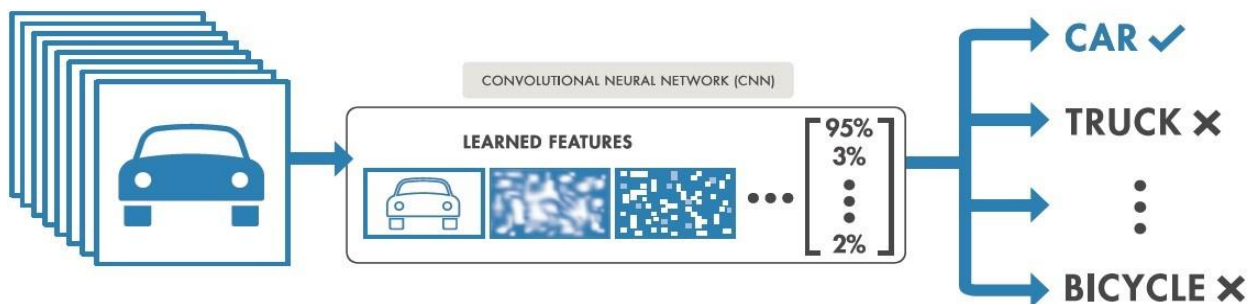 CONVOLUTIONAL NEURAL NETWORK (CNN)
LEARNED FEATURES
95%
3%
2%
CAR ✓
TRUCK ✕
BICYCLE ✕